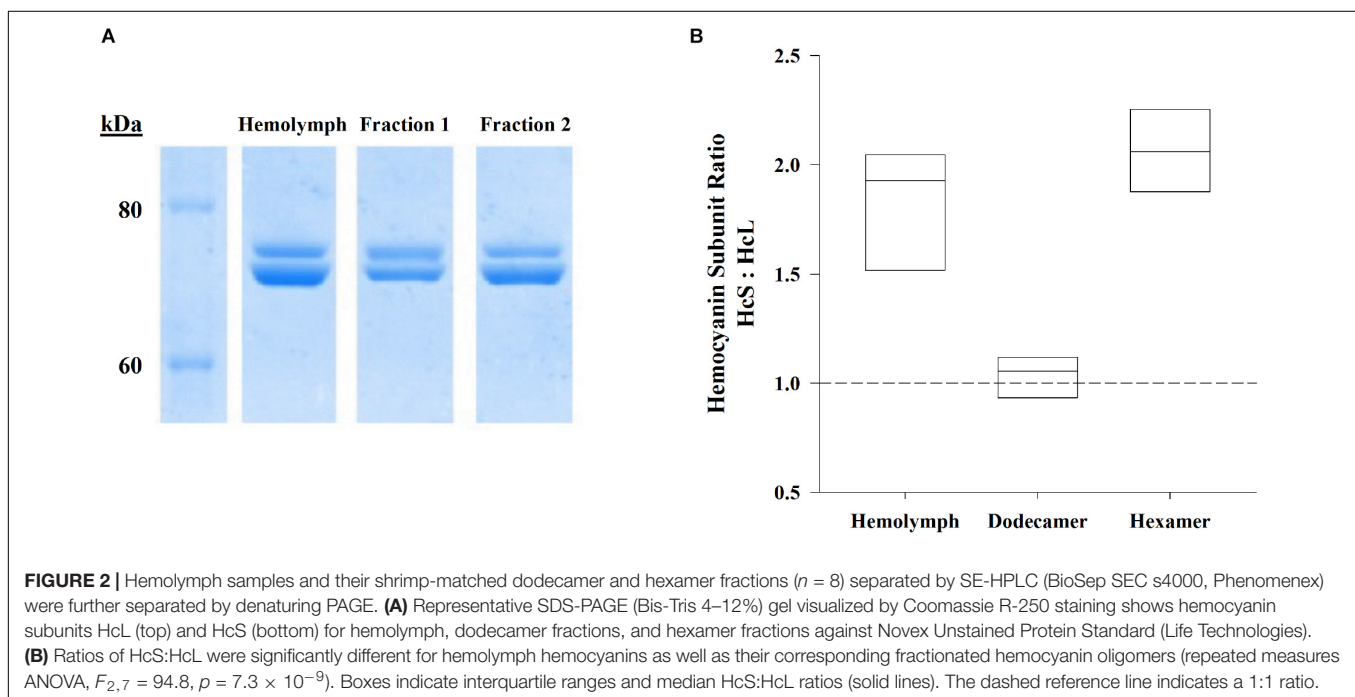 A
kDa
Hemolymph Fraction 1 Fraction 2
80
60
B
Hemocyanin Subunit Ratio
HcS : HcL
2.5
2.0
1.5
1.0
0.5
Hemolymph Dodecamer Hexamer
FIGURE 2 | Hemolymph samples and their shrimp-matched dodecamer and hexamer fractions (n = 8) separated by SE-HPLC (BioSep SEC s4000, Phenomenex)
were further separated by denaturing PAGE. (A) Representative SDS-PAGE (Bis-Tris 4–12%) gel visualized by Coomassie R-250 staining shows hemocyanin
subunits HcL (top) and HcS (bottom) for hemolymph, dodecamer fractions, and hexamer fractions against Novex Unstained Protein Standard (Life Technologies).
(B) Ratios of HcS:HcL were significantly different for hemolymph hemocyanins as well as their corresponding fractionated hemocyanin oligomers (repeated measures
ANOVA, F2,7 = 94.8, p = 7.3 × 10−9). Boxes indicate interquartile ranges and median HcS:HcL ratios (solid lines). The dashed reference line indicates a 1:1 ratio.